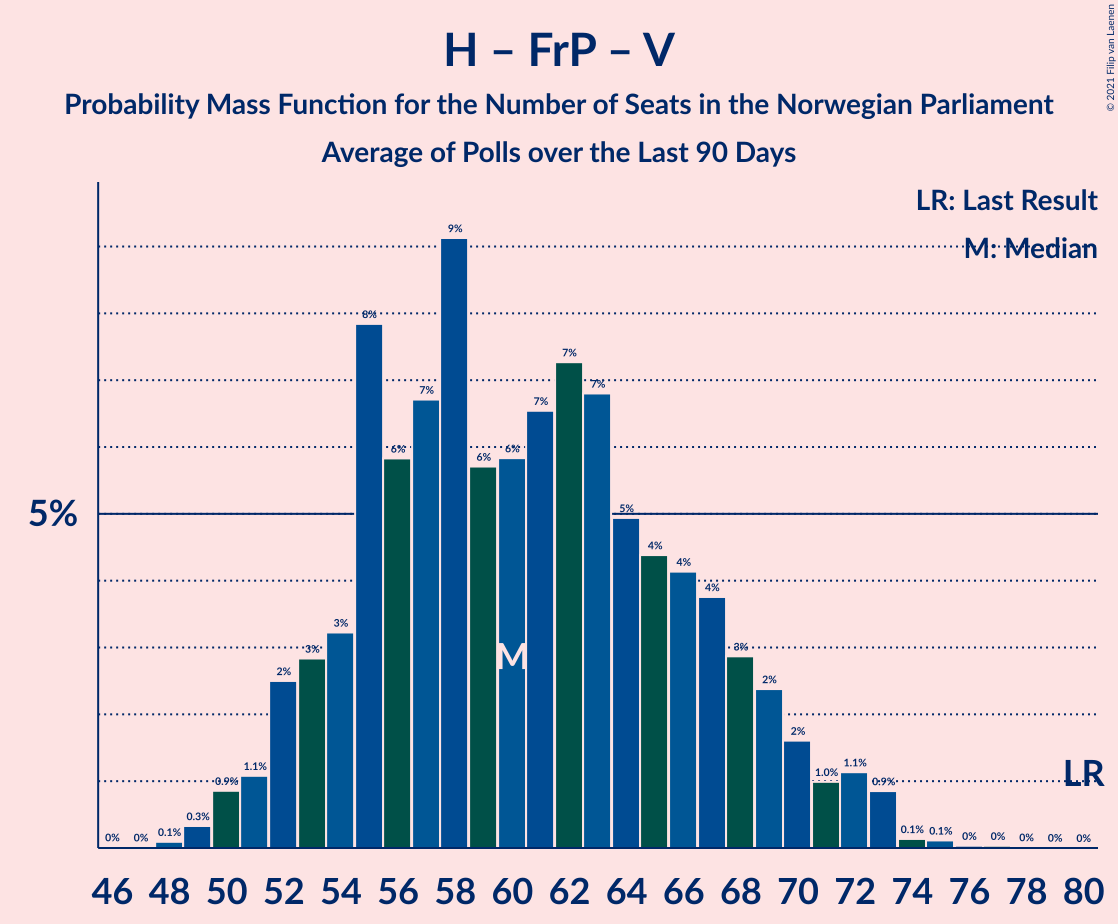 H – FrP – V
Probability Mass Function for the Number of Seats in the Norwegian Parliament
Average of Polls over the Last 90 Days
© 2021 Filip van Laenen
LR: Last Result
M: Median
5%
0% 0% 0.1% 0.3% 0.9% 1.1% 2% 3% 3% 8% 6% 7% 9% 6% 6% 7% 7% 7% 5% 4% 4% 4% 3% 2% 2% 1.0% 1.1% 0.9% 0.1% 0.1% 0% 0% 0% 0% 0%
M
LR
46 48 50 52 54 56 58 60 62 64 66 68 70 72 74 76 78 80